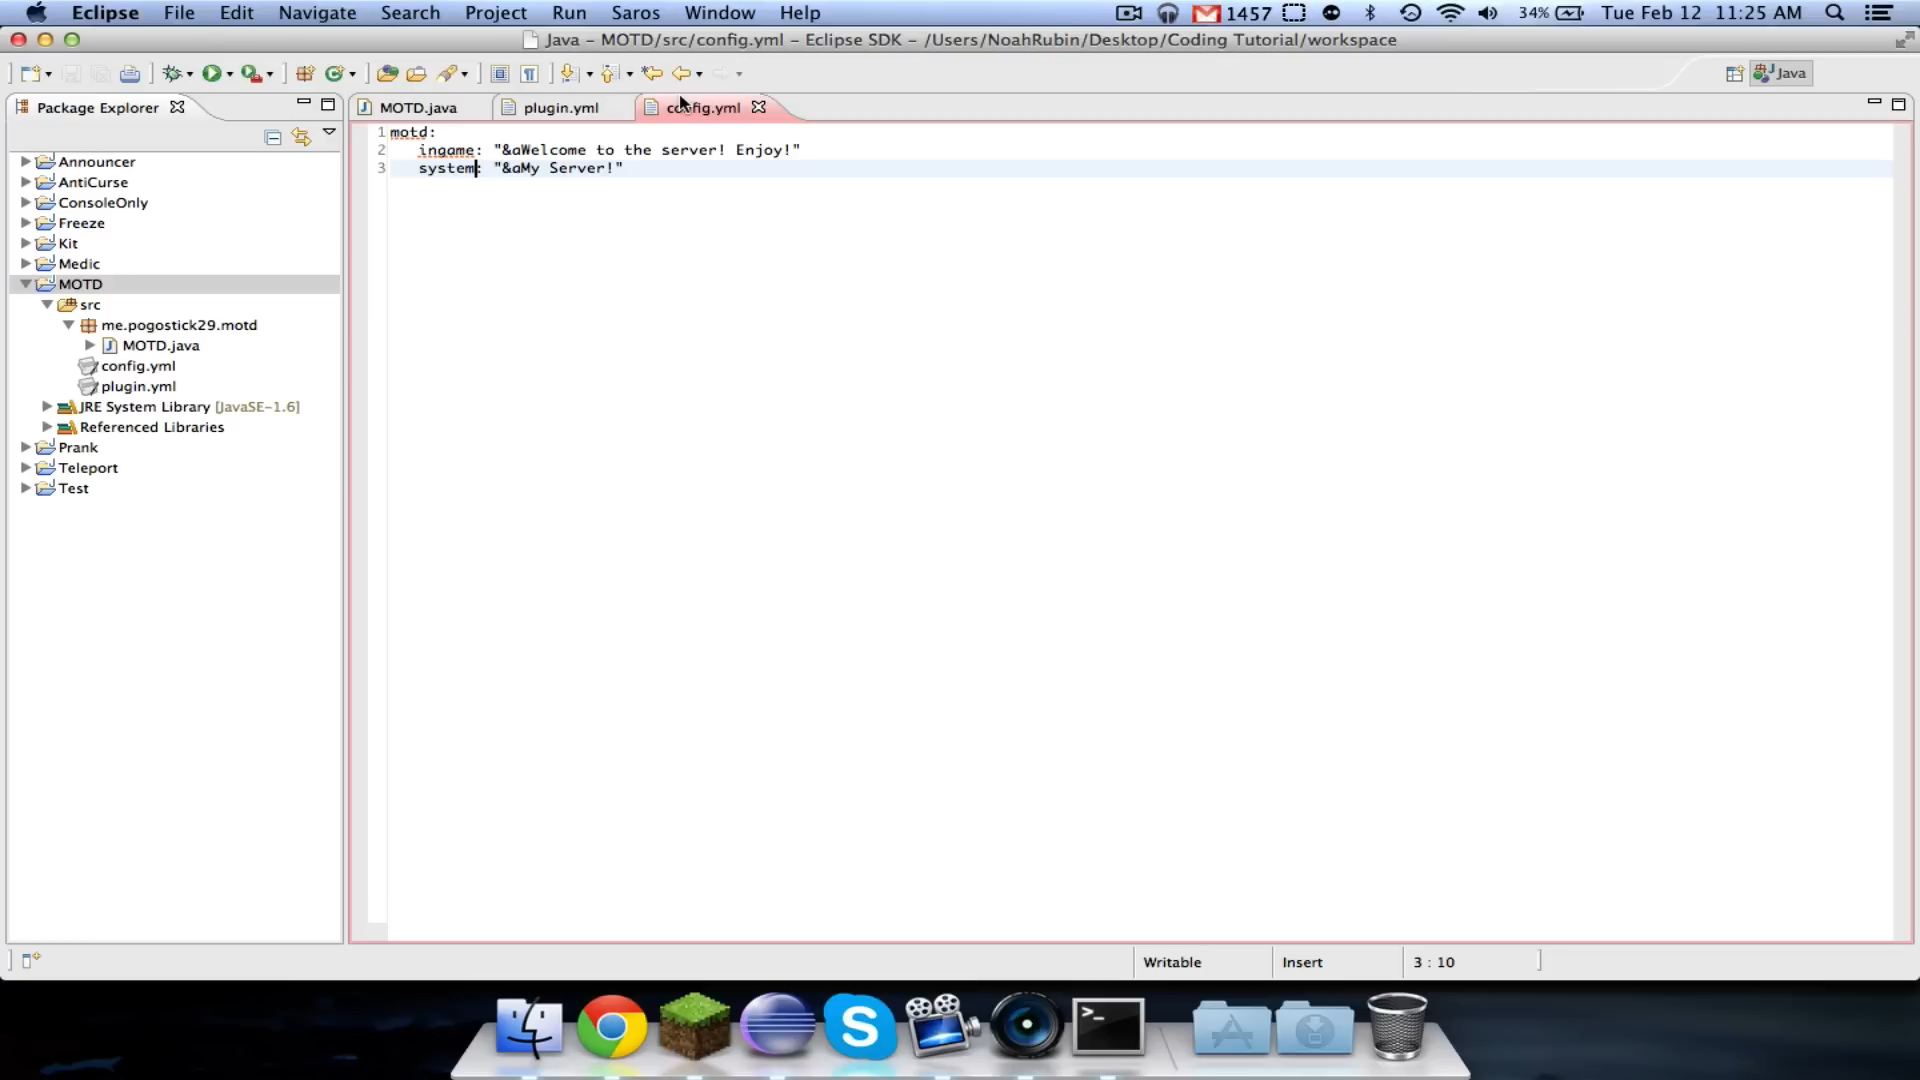 Eclipse File Edit Navigate Search Project Run Saros Window Help 1457 34% Tue Feb 12 11:25 AM
Java – MOTD/src/config.yml – Eclipse SDK – /Users/NoahRubin/Desktop/Coding Tutorial/workspace
Java
Package Explorer
MOTD.java plugin.yml config.yml
Announcer
AntiCurse
ConsoleOnly
Freeze
Kit
Medic
MOTD
src
me.pogostick29.motd
MOTD.java
config.yml
plugin.yml
JRE System Library [JavaSE-1.6]
Referenced Libraries
Prank
Teleport
Test
1 motd:
2 ingame: "&aWelcome to the server! Enjoy!"
3 system: "&aMy Server!"
Writable Insert 3 : 10